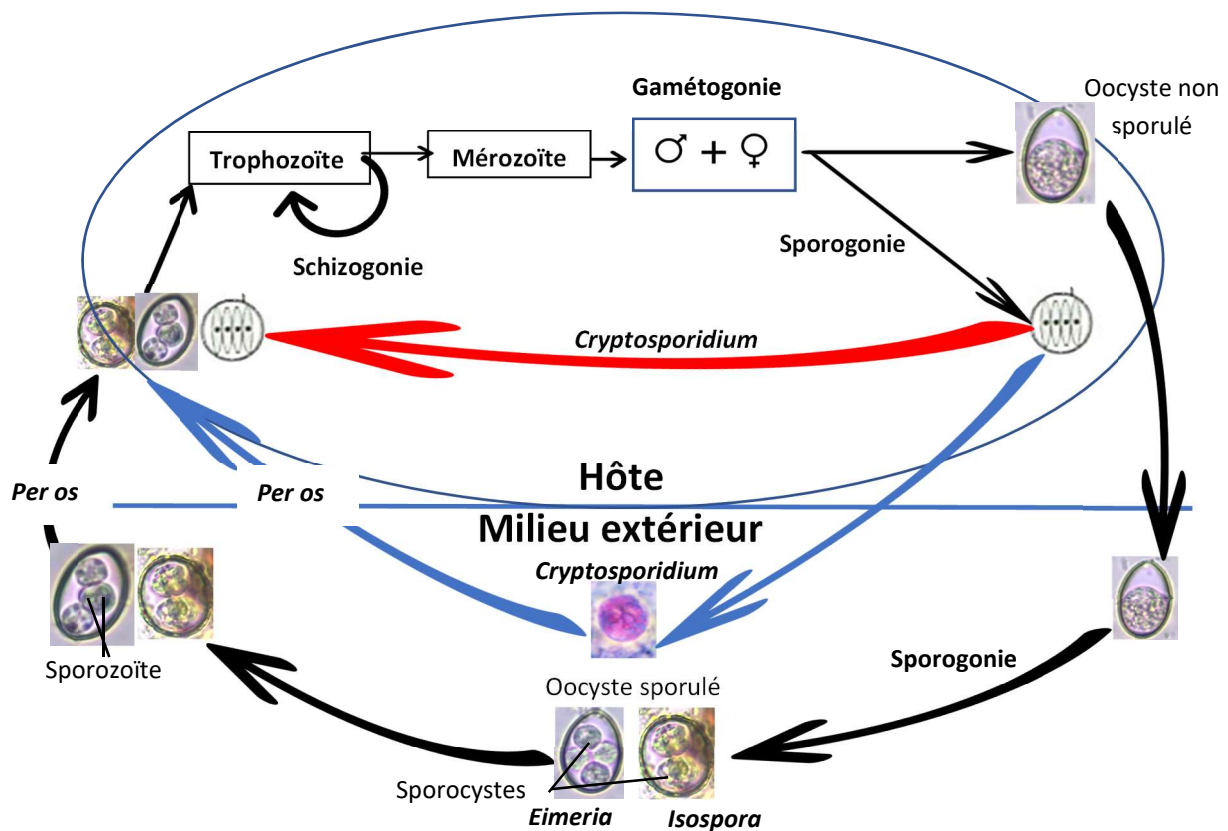 Gamétogonie
Oocyste non
sporulé
Trophozoïte
Mérozoïte
♂ + ♀
Schizogonie
Sporogonie
Cryptosporidium
Per os
Per os
Hôte
Milieu extérieur
Cryptosporidium
Sporozoïte
Sporogonie
Oocyste sporulé
Sporocystes
Eimeria
Isospora